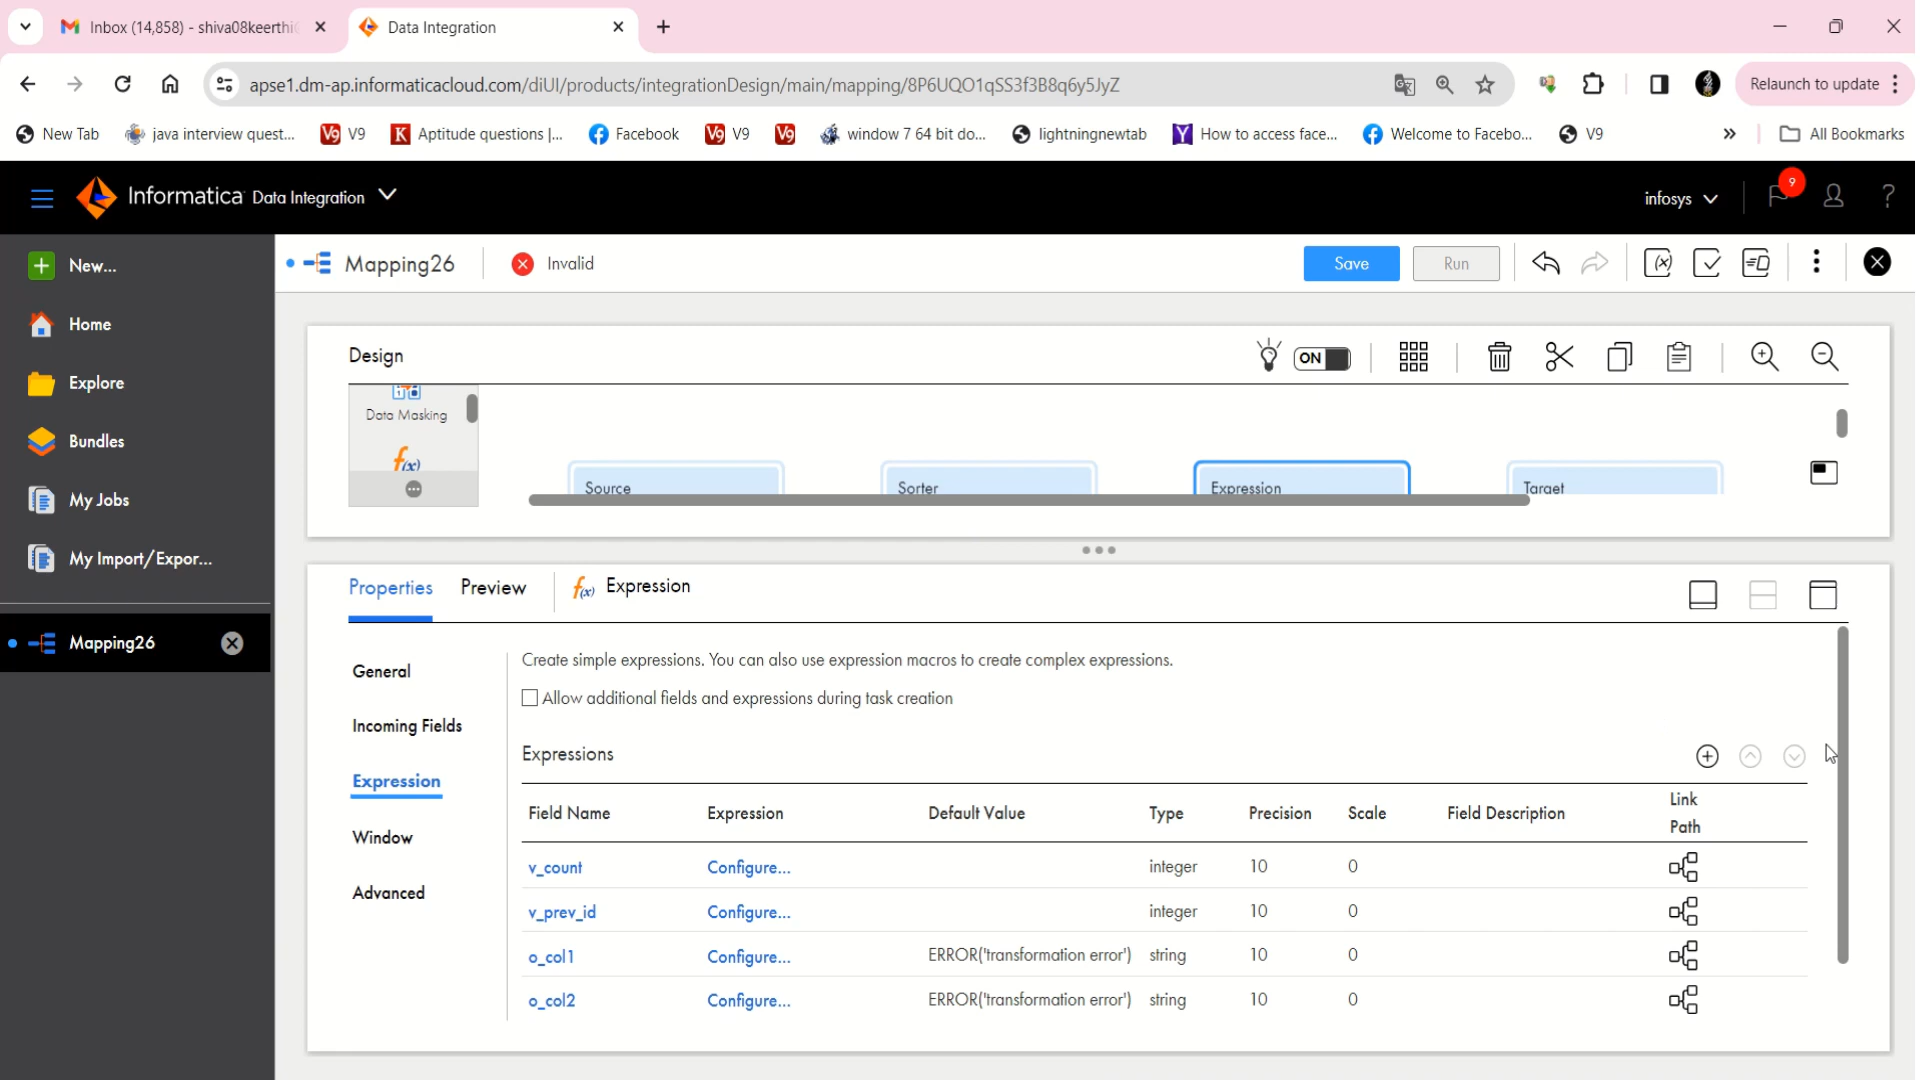 Inbox (14,858) - shiva08keerthi
Data Integration
apse1.dm-ap.informaticacloud.com/diUI/products/integrationDesign/main/mapping/8P6UQO1qSS3f3B8q6y5JyZ
Relaunch to update
New Tab
java interview quest...
V9
Aptitude questions |...
Facebook
V9
window 7 64 bit do...
lightningnewtab
How to access face...
Welcome to Facebo...
V9
All Bookmarks
Informatica Data Integration
infosys
9
New...
Home
Explore
Bundles
My Jobs
My Import/Expor...
Mapping26
Mapping26
Invalid
Save
Run
Design
ON
Data Masking
f(x)
Source
Sorter
Expression
Target
Properties
Preview
f(x) Expression
General
Incoming Fields
Expression
Window
Advanced
Create simple expressions. You can also use expression macros to create complex expressions.
Allow additional fields and expressions during task creation
Expressions
Field Name Expression Default Value Type Precision Scale Field Description Link Path
v_count Configure... integer 10 0
v_prev_id Configure... integer 10 0
o_col1 Configure... ERROR('transformation error') string 10 0
o_col2 Configure... ERROR('transformation error') string 10 0